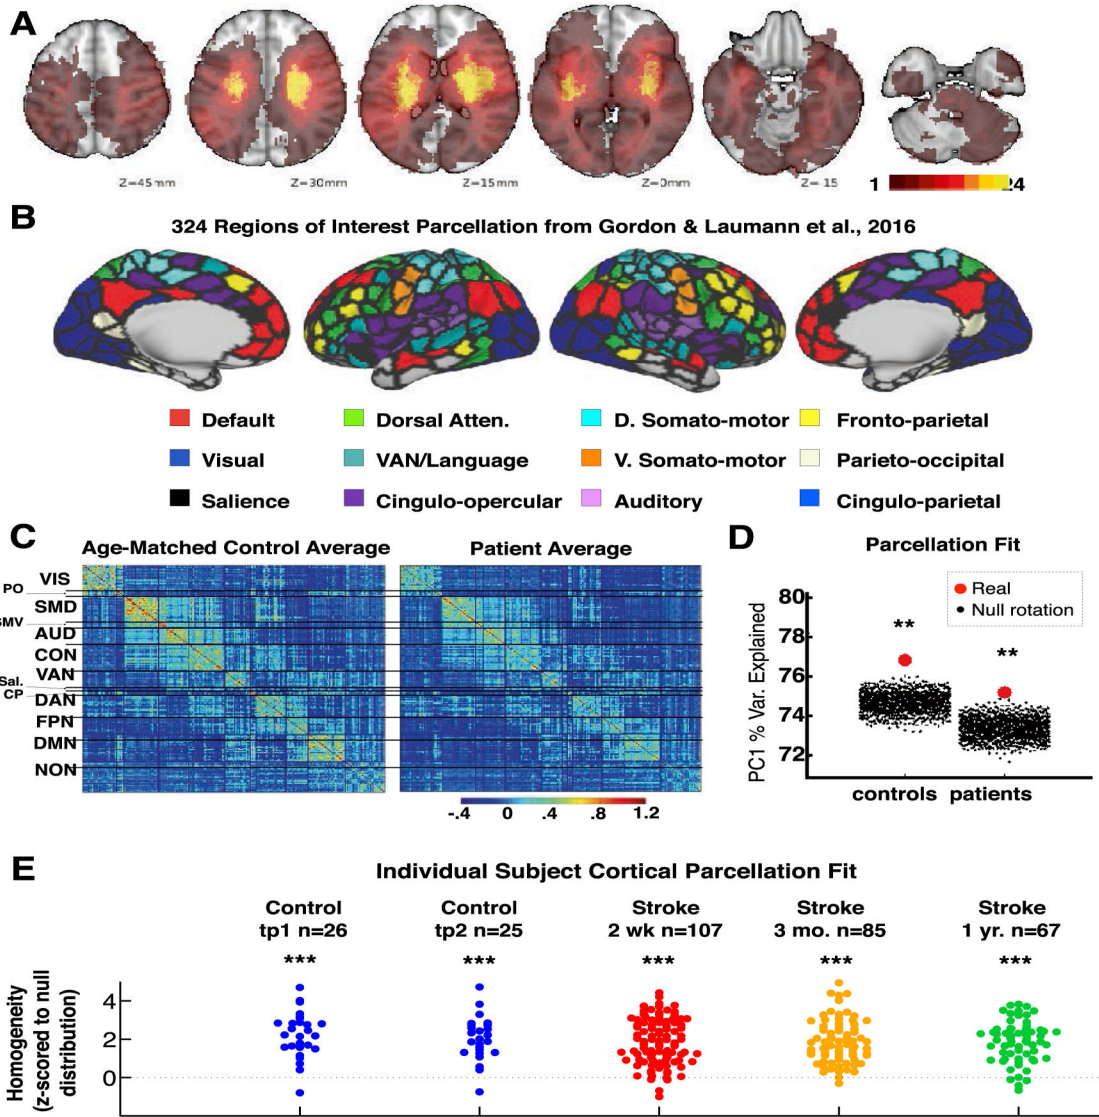 A
Z=45mm
Z=30mm
Z=15mm
Z=0mm
Z=-15
1
24
B
324 Regions of Interest Parcellation from Gordon & Laumann et al., 2016
Default
Dorsal Atten.
D. Somato-motor
Fronto-parietal
Visual
VAN/Language
V. Somato-motor
Parieto-occipital
Salience
Cingulo-opercular
Auditory
Cingulo-parietal
C
Age-Matched Control Average
Patient Average
VIS
PO
SMD
SMV
AUD
CON
VAN
Sal.
CP
DAN
FPN
DMN
NON
-.4 0 .4 .8 1.2
D
Parcellation Fit
Real
Null rotation
PC1 % Var. Explained
80
78
76
74
72
**
**
controls patients
E
Individual Subject Cortical Parcellation Fit
Control
tp1 n=26
***
Control
tp2 n=25
***
Stroke
2 wk n=107
***
Stroke
3 mo. n=85
***
Stroke
1 yr. n=67
***
Homogeneity
(z-scored to null
distribution)
4
2
0